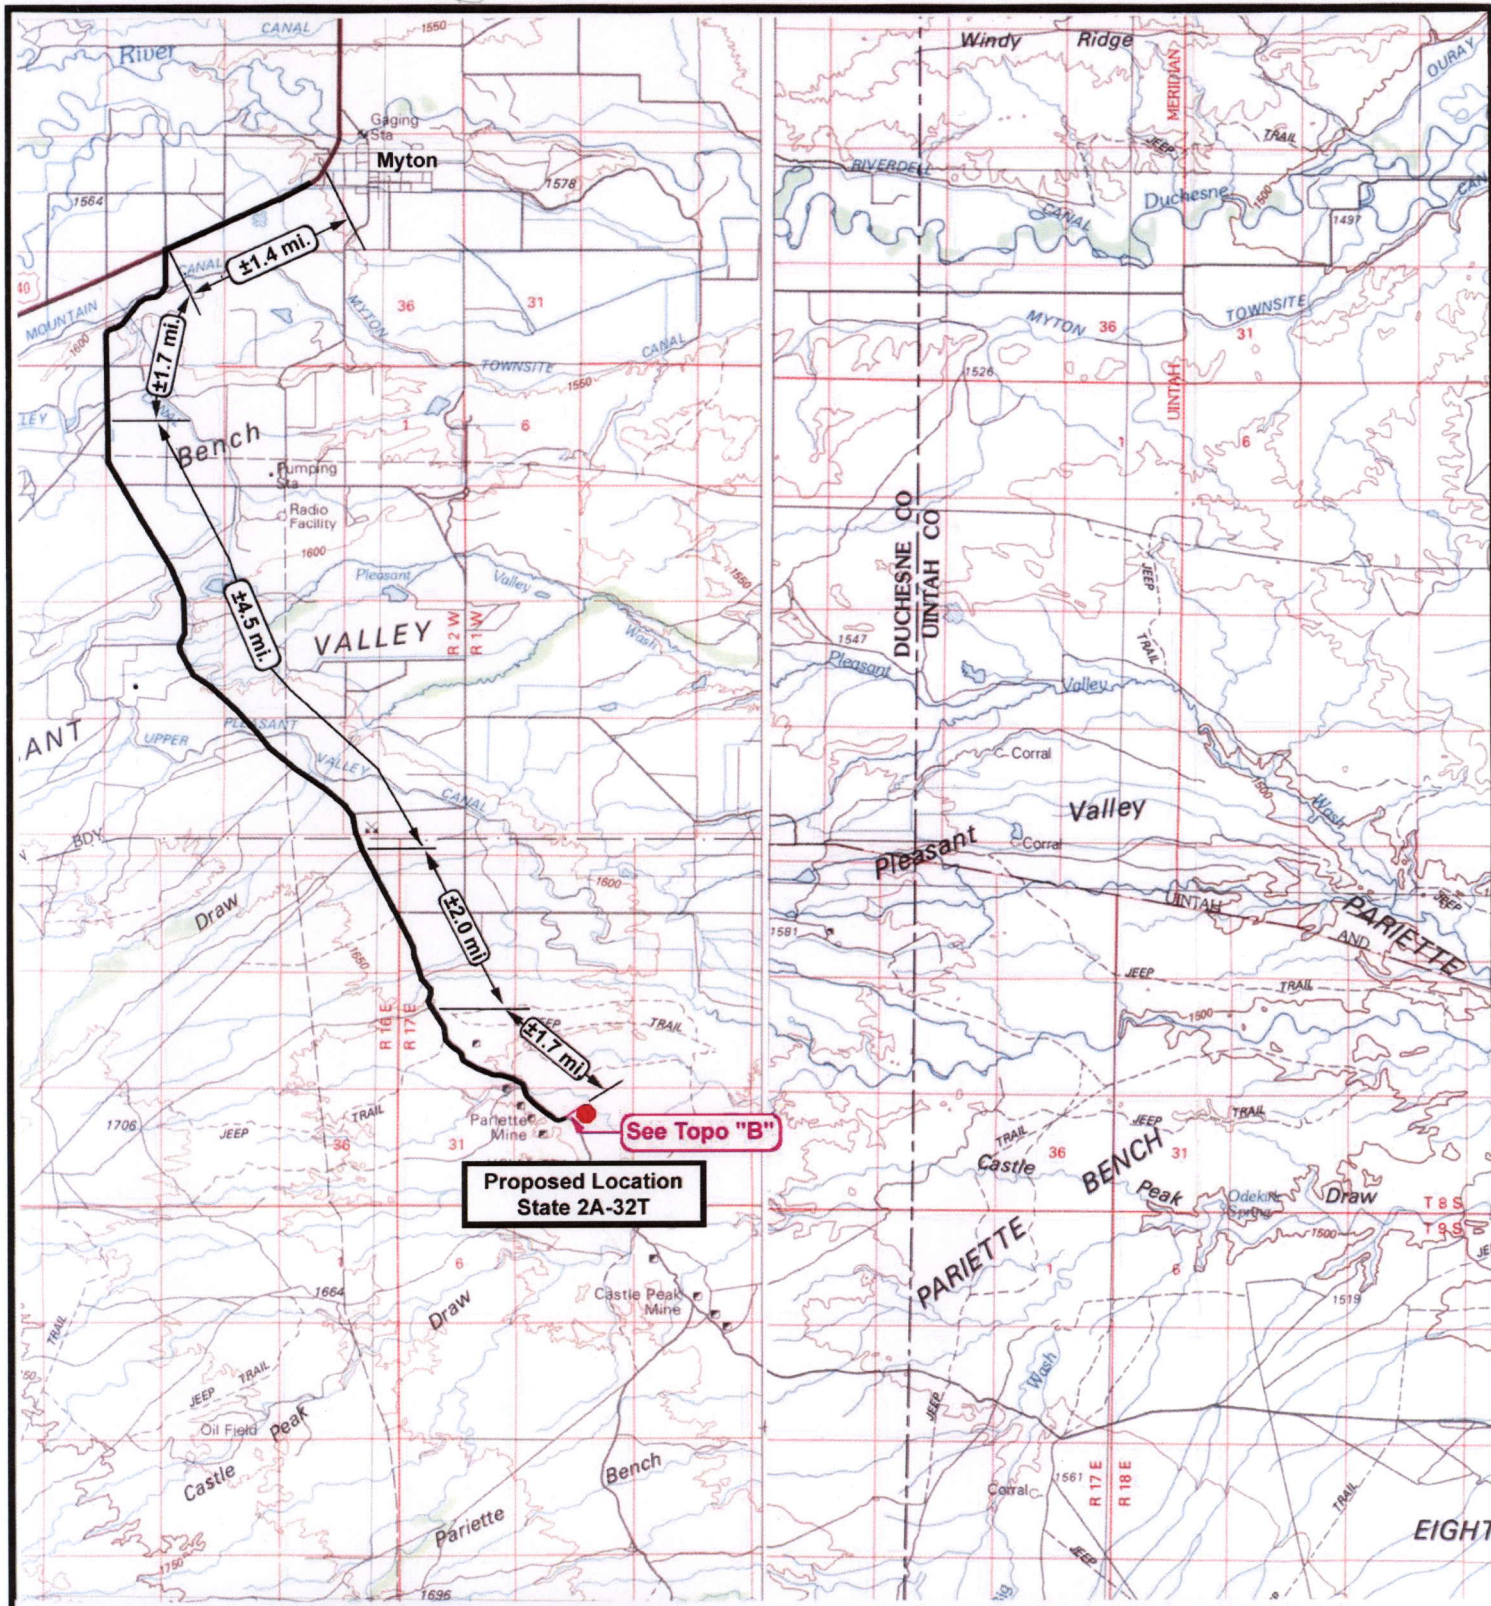 CANAL
1550
River
Windy Ridge
MERIDIAN
OURAY
Gaging
Sta
Myton
1578
1564
RIVERDELL
CANAL
JEEP
TRAIL
Duchesne
1500
1497
CAN
±1.4 mi.
CANAL
40
MOUNTAIN
1600
MYTON
36
31
TOWNSITE
CANAL
1550
MYTON
36
TOWNSITE
31
1526
UINTAH
±1.7 mi.
LEY
CANAL
Bench
1
6
1
6
Pumping
Sta
Radio
Facility
1600
DUCHESNE CO
UINTAH CO
Pleasant
Valley
Wash
1550
JEEP
TRAIL
±4.5 mi.
VALLEY
R 2 W
R 1 W
1547
Pleasant
Valley
ANT
UPPER
PLEASANT
VALLEY
CANAL
Corral
1500
Wash
Valley
Pleasant
Corral
BDY
Draw
1600
±2.0 mi
1650
1581
UINTAH
AND
PARIETTE
JEEP
JEEP
TRAIL
1500
R 16 E
R 17 E
JEEP
TRAIL
±1.7 mi
1706
JEEP
TRAIL
36
31
Pariette
Mine
See Topo "B"
Proposed Location
State 2A-32T
TRAIL
Castle
36
BENCH
JEEP
TRAIL
31
Peak
Odekirk
Spring
Draw
T 8 S
T 9 S
1500
PARIETTE
1
6
1519
JE
1
6
1664
Draw
Castle Peak
Mine
TRAIL
JEEP
TRAIL
Oil Field
Peak
Castle
Wash
JEEP
Bench
Pariette
1750
1696
Corral
1561
R 17 E
R 18 E
TRAIL
JEEP
EIGHT